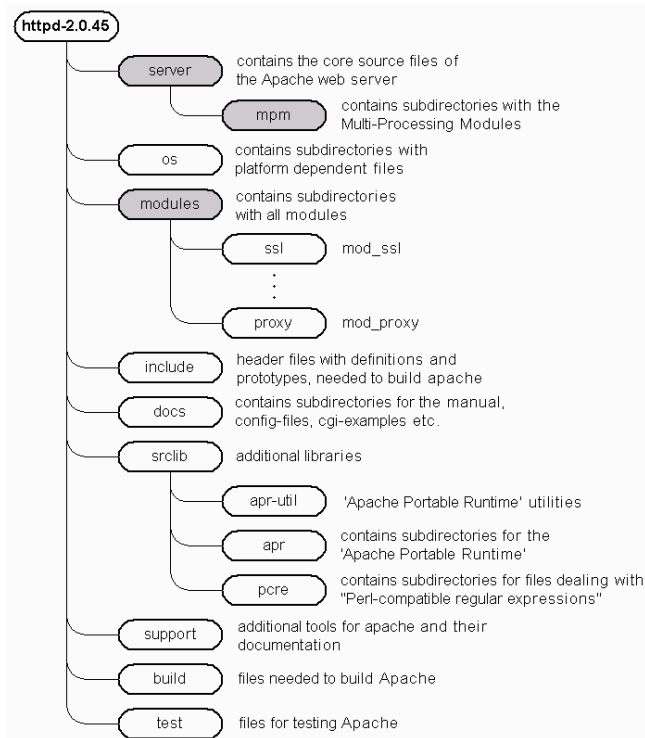 httpd-2.0.45
server
contains the core source files of
the Apache web server
mpm
contains subdirectories with the
Multi-Processing Modules
os
contains subdirectories with
platform dependent files
modules
contains subdirectories
with all modules
ssl
mod_ssl
proxy
mod_proxy
include
header files with definitions and
prototypes, needed to build apache
docs
contains subdirectories for the manual,
config-files, cgi-examples etc.
srclib
additional libraries
apr-util
'Apache Portable Runtime' utilities
apr
contains subdirectories for the
'Apache Portable Runtime'
pcre
contains subdirectories for files dealing with
"Perl-compatible regular expressions"
support
additional tools for apache and their
documentation
build
files needed to build Apache
test
files for testing Apache